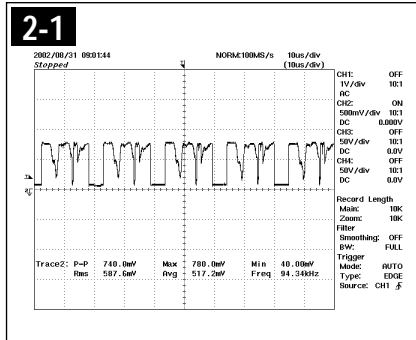 2-1
2002/08/31 09:01:44
NORM:100MS/s 10us/div
Stopped
(10us/div)
CH1: OFF
1V/div 10:1
AC
CH2: ON
500mV/div 10:1
DC 0.000V
CH3: OFF
50V/div 10:1
DC 0.0V
CH4: OFF
50V/div 10:1
DC 0.0V
Record Length
Main: 10K
Zoom: 10K
Filter
Smoothing: OFF
BW: FULL
Trigger
Mode: AUTO
Type: EDGE
Source: CH1
Trace2: P-P 740.0mV Max 780.0mV Min 40.00mV
Rms 587.6mV Avg 517.2mV Freq 94.34kHz